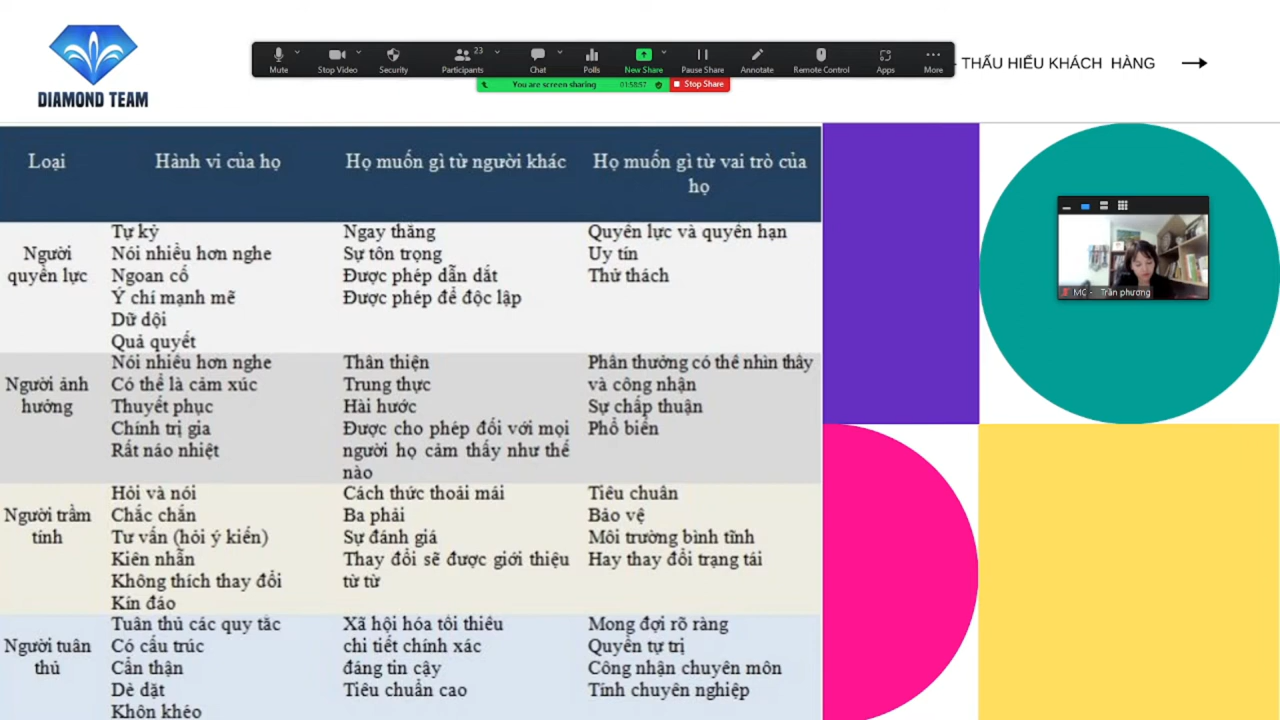 DIAMOND TEAM
Mute
Stop Video
Security
23
Participants
Chat
Polls
New Share
Pause Share
Annotate
Remote Control
Apps
More
You are screen sharing
01:58:57
Stop Share
THẤU HIỂU KHÁCH HÀNG
MC - Trần phương
Loại
Hành vi của họ
Họ muốn gì từ người khác
Họ muốn gì từ vai trò của
họ
Người
quyền lực
Tự kỷ
Nói nhiều hơn nghe
Ngoan cố
Ý chí mạnh mẽ
Dữ dội
Quả quyết
Ngay thẳng
Sự tôn trọng
Được phép dẫn dắt
Được phép để độc lập
Quyền lực và quyền hạn
Uy tín
Thử thách
Người ảnh
hưởng
Nói nhiều hơn nghe
Có thể là cảm xúc
Thuyết phục
Chính trị gia
Rất náo nhiệt
Thân thiện
Trung thực
Hài hước
Được cho phép đối với mọi
người họ cảm thấy như thế
nào
Phần thưởng có thể nhìn thấy
và công nhận
Sự chấp thuận
Phổ biến
Người trầm
tính
Hỏi và nói
Chắc chắn
Tư vấn (hỏi ý kiến)
Kiên nhẫn
Không thích thay đổi
Kín đáo
Cách thức thoải mái
Ba phải
Sự đánh giá
Thay đổi sẽ được giới thiệu
từ từ
Tiêu chuẩn
Bảo vệ
Môi trường bình tĩnh
Hay thay đổi trạng tái
Người tuân
thủ
Tuân thủ các quy tắc
Có cấu trúc
Cẩn thận
Dè dặt
Khôn khéo
Xã hội hóa tối thiểu
chi tiết chính xác
đáng tin cậy
Tiêu chuẩn cao
Mong đợi rõ ràng
Quyền tự trị
Công nhận chuyên môn
Tính chuyên nghiệp